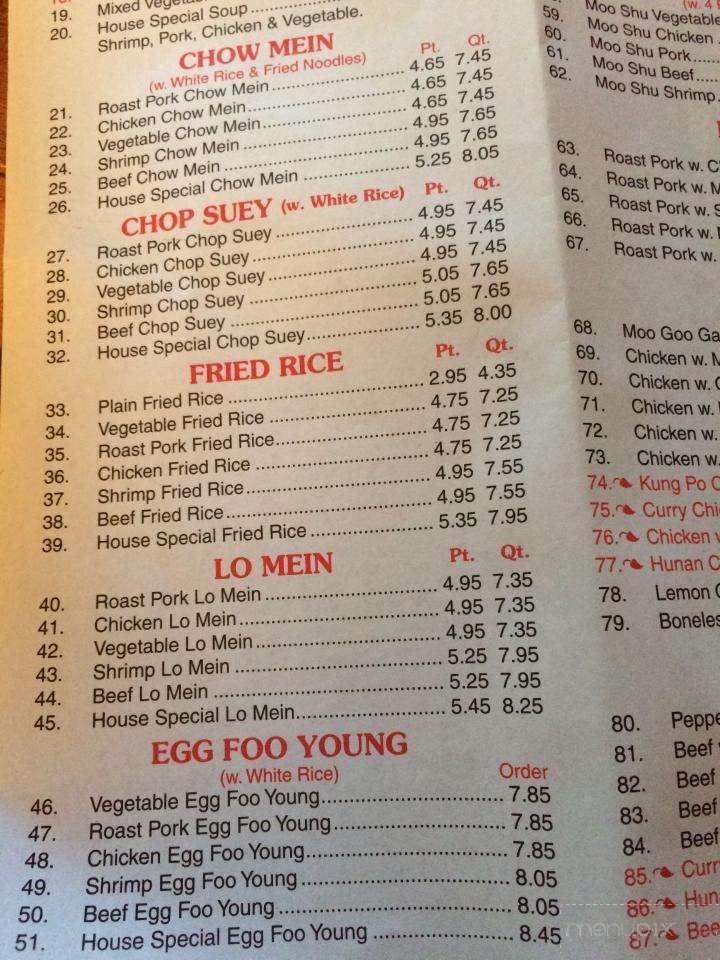 19. Mixed Vegetab
20. House Special Soup
Shrimp, Pork, Chicken & Vegetable.
CHOW MEIN
(w. White Rice & Fried Noodles) Pt. Qt.
21. Roast Pork Chow Mein 4.65 7.45
22. Chicken Chow Mein 4.65 7.45
23. Vegetable Chow Mein 4.65 7.45
24. Shrimp Chow Mein 4.95 7.65
25. Beef Chow Mein 4.95 7.65
26. House Special Chow Mein 5.25 8.05
CHOP SUEY (w. White Rice) Pt. Qt.
27. Roast Pork Chop Suey 4.95 7.45
28. Chicken Chop Suey 4.95 7.45
29. Vegetable Chop Suey 4.95 7.45
30. Shrimp Chop Suey 5.05 7.65
31. Beef Chop Suey 5.05 7.65
32. House Special Chop Suey 5.35 8.00
FRIED RICE Pt. Qt.
33. Plain Fried Rice 2.95 4.35
34. Vegetable Fried Rice 4.75 7.25
35. Roast Pork Fried Rice 4.75 7.25
36. Chicken Fried Rice 4.75 7.25
37. Shrimp Fried Rice 4.95 7.55
38. Beef Fried Rice 4.95 7.55
39. House Special Fried Rice 5.35 7.95
LO MEIN Pt. Qt.
40. Roast Pork Lo Mein 4.95 7.35
41. Chicken Lo Mein 4.95 7.35
42. Vegetable Lo Mein 4.95 7.35
43. Shrimp Lo Mein 5.25 7.95
44. Beef Lo Mein 5.25 7.95
45. House Special Lo Mein 5.45 8.25
EGG FOO YOUNG
(w. White Rice) Order
46. Vegetable Egg Foo Young 7.85
47. Roast Pork Egg Foo Young 7.85
48. Chicken Egg Foo Young 7.85
49. Shrimp Egg Foo Young 8.05
50. Beef Egg Foo Young 8.05
51. House Special Egg Foo Young 8.45
(w. 4
59. Moo Shu Vegetable
60. Moo Shu Chicken
61. Moo Shu Pork
62. Moo Shu Beef
Moo Shu Shrimp
63. Roast Pork w. C
64. Roast Pork w. M
65. Roast Pork w. S
66. Roast Pork w.
67. Roast Pork w.
68. Moo Goo Ga
69. Chicken w. M
70. Chicken w. C
71. Chicken w.
72. Chicken w.
73. Chicken w.
74. Kung Po C
75. Curry Chi
76. Chicken
77. Hunan C
78. Lemon C
79. Boneles
80. Peppe
81. Beef
82. Beef
83. Beef
84. Beef
85. Curr
86. Hun
87. Bee
menupix